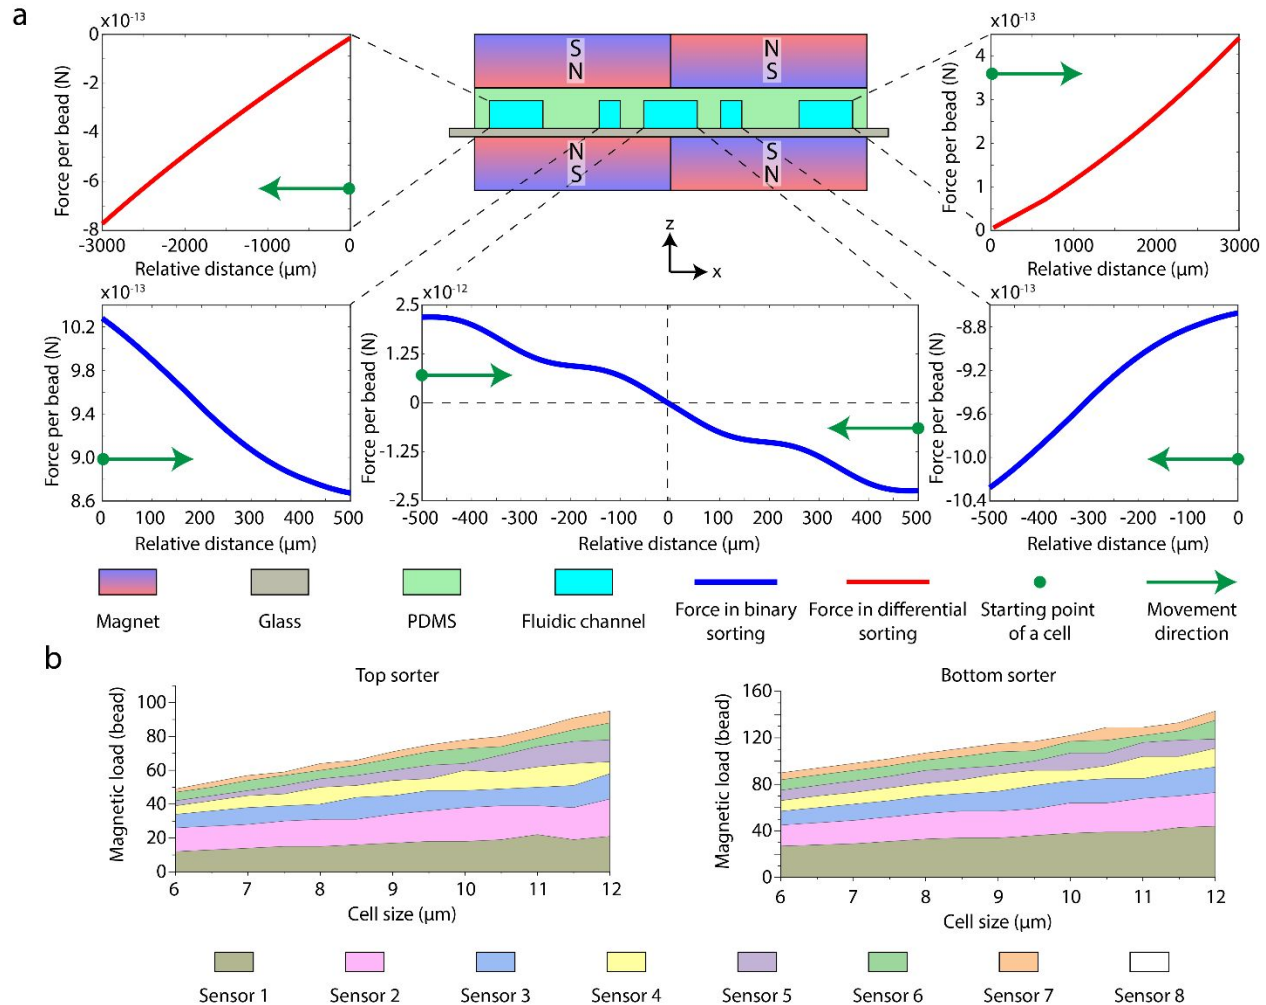 a
x10⁻¹³
0
-2
-4
-6
-8
Force per bead (N)
-3000 -2000 -1000 0
Relative distance (µm)
S
N
N
S
N
S
S
N
z
x
x10⁻¹³
4
3
2
1
0
Force per bead (N)
0 1000 2000 3000
Relative distance (µm)
x10⁻¹³
10.2
9.8
9.4
9.0
8.6
Force per bead (N)
0 100 200 300 400 500
Relative distance (µm)
x10⁻¹²
2.5
1.25
0
-1.25
-2.5
Force per bead (N)
-500 -400 -300 -200 -100 0 100 200 300 400 500
Relative distance (µm)
x10⁻¹³
-8.8
-9.2
-9.6
-10.0
-10.4
Force per bead (N)
-500 -400 -300 -200 -100 0
Relative distance (µm)
Magnet
Glass
PDMS
Fluidic channel
Force in binary
sorting
Force in differential
sorting
Starting point
of a cell
Movement
direction
b
Top sorter
Magnetic load (bead)
100
80
60
40
20
0
6 7 8 9 10 11 12
Cell size (µm)
Bottom sorter
Magnetic load (bead)
160
120
80
40
0
6 7 8 9 10 11 12
Cell size (µm)
Sensor 1 Sensor 2 Sensor 3 Sensor 4 Sensor 5 Sensor 6 Sensor 7 Sensor 8